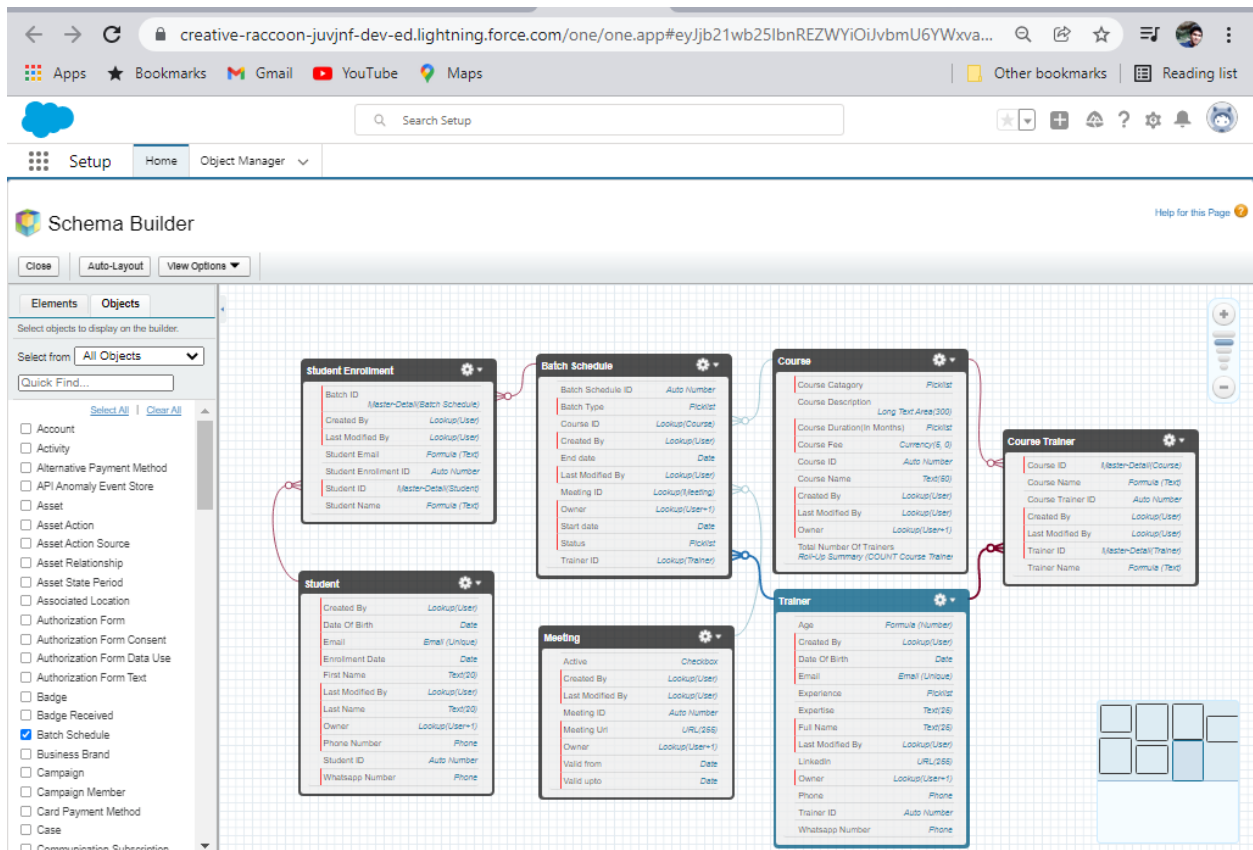 creative-raccoon-juvjnf-dev-ed.lightning.force.com/one/one.app#eyJjb21wb25lbnREZWYiOiJvbmU6YWxva...
Apps Bookmarks Gmail YouTube Maps Other bookmarks Reading list
Search Setup
Setup Home Object Manager
Schema Builder
Help for this Page
Close Auto-Layout View Options
Elements Objects
Select objects to display on the builder.
Select from All Objects
Quick Find...
Select All | Clear All
Account
Activity
Alternative Payment Method
API Anomaly Event Store
Asset
Asset Action
Asset Action Source
Asset Relationship
Asset State Period
Associated Location
Authorization Form
Authorization Form Consent
Authorization Form Data Use
Authorization Form Text
Badge
Badge Received
Batch Schedule
Business Brand
Campaign
Campaign Member
Card Payment Method
Case
Communication Subscription
Student Enrollment
Batch ID
Master-Detail(Batch Schedule)
Created By Lookup(User)
Last Modified By Lookup(User)
Student Email Formula (Text)
Student Enrollment ID Auto Number
Student ID Master-Detail(Student)
Student Name Formula (Text)
Batch Schedule
Batch Schedule ID Auto Number
Batch Type Picklist
Course ID Lookup(Course)
Created By Lookup(User)
End date Date
Last Modified By Lookup(User)
Meeting ID Lookup(Meeting)
Owner Lookup(User+1)
Start date Date
Status Picklist
Trainer ID Lookup(Trainer)
Course
Course Catagory Picklist
Course Description
Long Text Area(300)
Course Duration(In Months) Picklist
Course Fee Currency(6, 0)
Course ID Auto Number
Course Name Text(60)
Created By Lookup(User)
Last Modified By Lookup(User)
Owner Lookup(User+1)
Total Number Of Trainers
Roll-Up Summary (COUNT Course Trainer
Course Trainer
Course ID Master-Detail(Course)
Course Name Formula (Text)
Course Trainer ID Auto Number
Created By Lookup(User)
Last Modified By Lookup(User)
Trainer ID Master-Detail(Trainer)
Trainer Name Formula (Text)
Student
Created By Lookup(User)
Date Of Birth Date
Email Email (Unique)
Enrollment Date Date
First Name Text(20)
Last Modified By Lookup(User)
Last Name Text(20)
Owner Lookup(User+1)
Phone Number Phone
Student ID Auto Number
Whatsapp Number Phone
Meeting
Active Checkbox
Created By Lookup(User)
Last Modified By Lookup(User)
Meeting ID Auto Number
Meeting Url URL(255)
Owner Lookup(User+1)
Valid from Date
Valid upto Date
Trainer
Age Formula (Number)
Created By Lookup(User)
Date Of Birth Date
Email Email (Unique)
Experience Picklist
Expertise Text(25)
Full Name Text(25)
Last Modified By Lookup(User)
Linkedin URL(255)
Owner Lookup(User+1)
Phone Phone
Trainer ID Auto Number
Whatsapp Number Phone